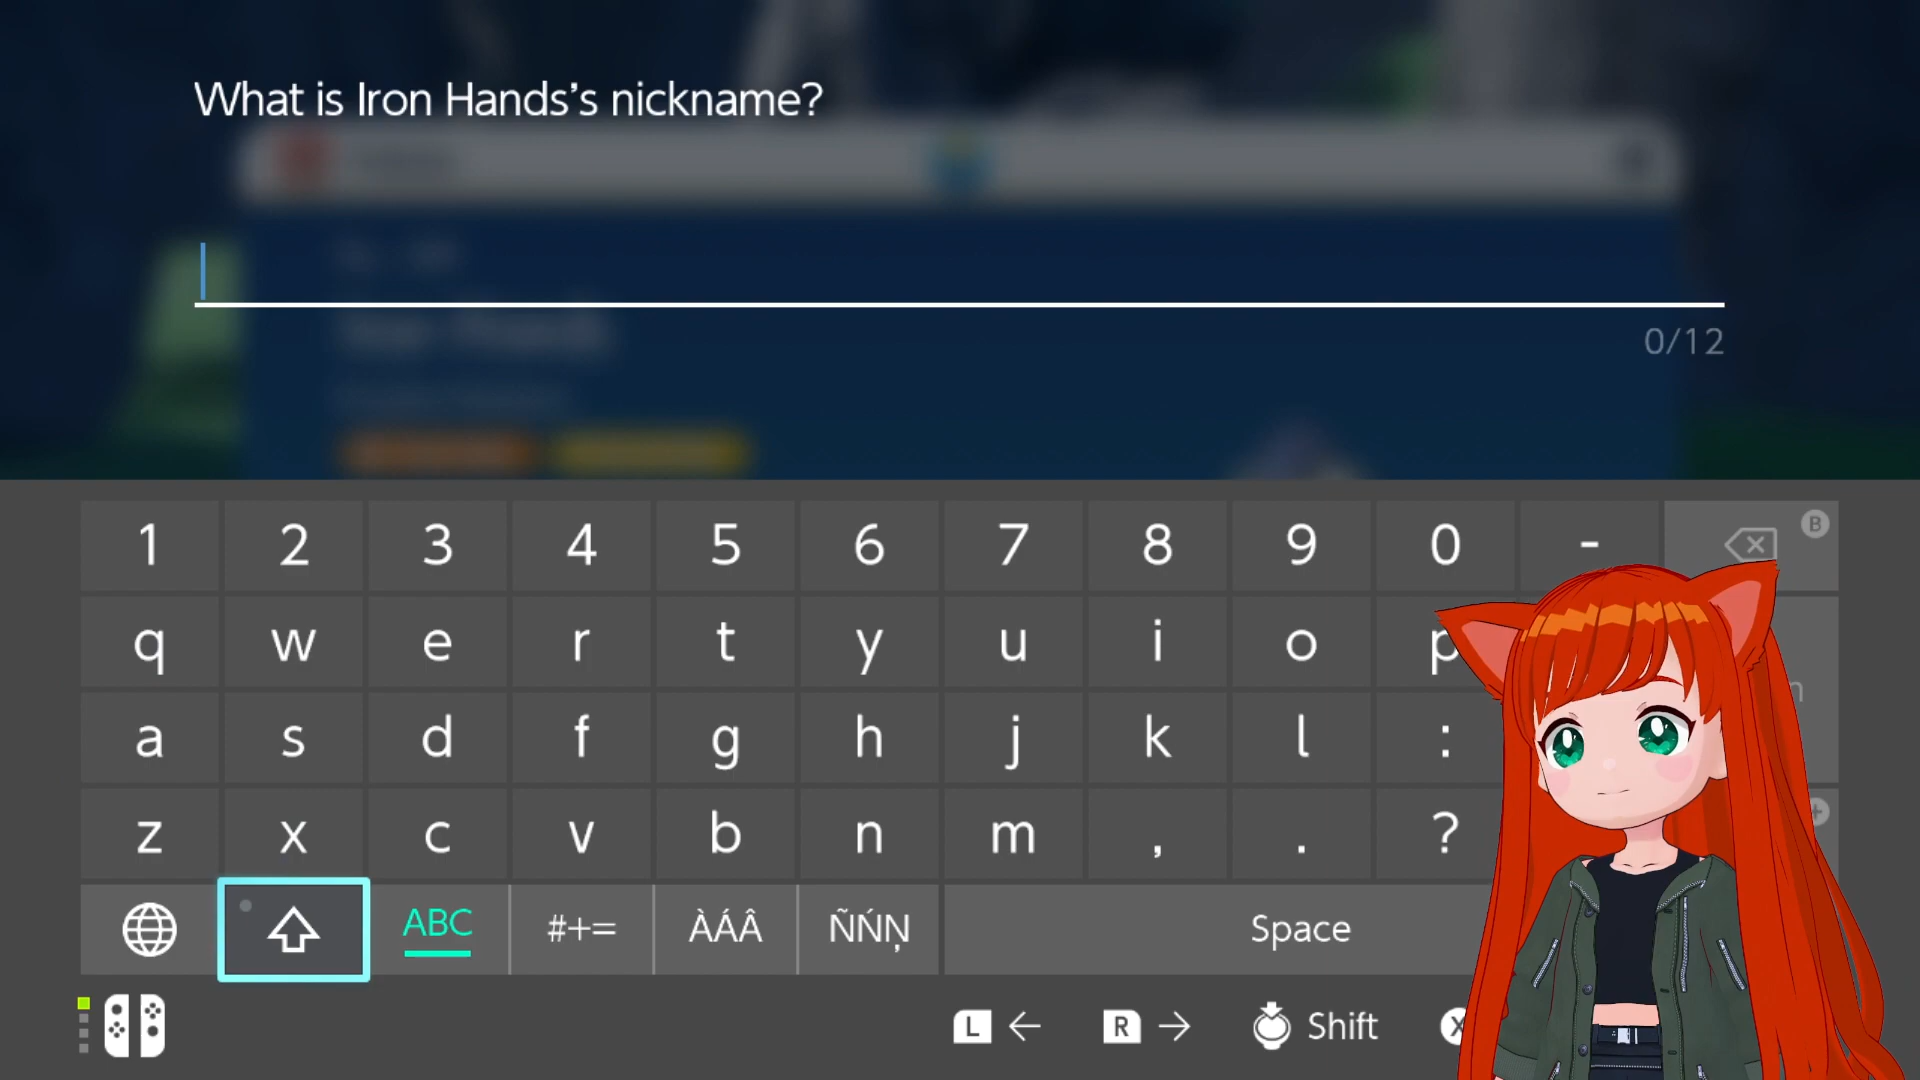 What is Iron Hands's nickname?
0/12
1 2 3 4 5 6 7 8 9 0 -
B
q w e r t y u i o p
a s d f g h j k l :
z x c v b n m , . ?
ABC #+= ÀÁÂ ÑŃŅ Space
L ← R → Shift X